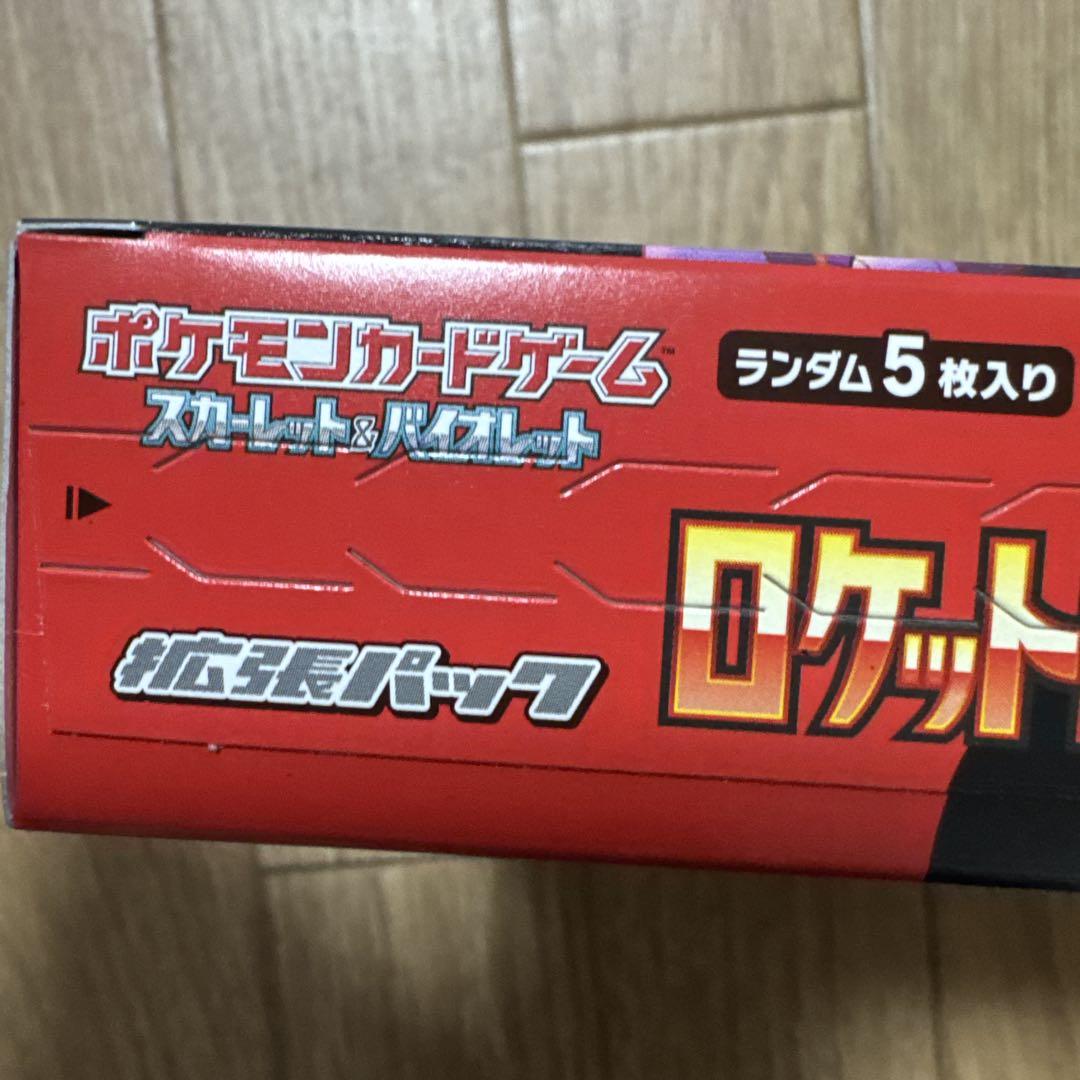 ポケモンカードゲーム™
スカーレット&バイオレット
ランダム5枚入り
ロケット
拡張パック